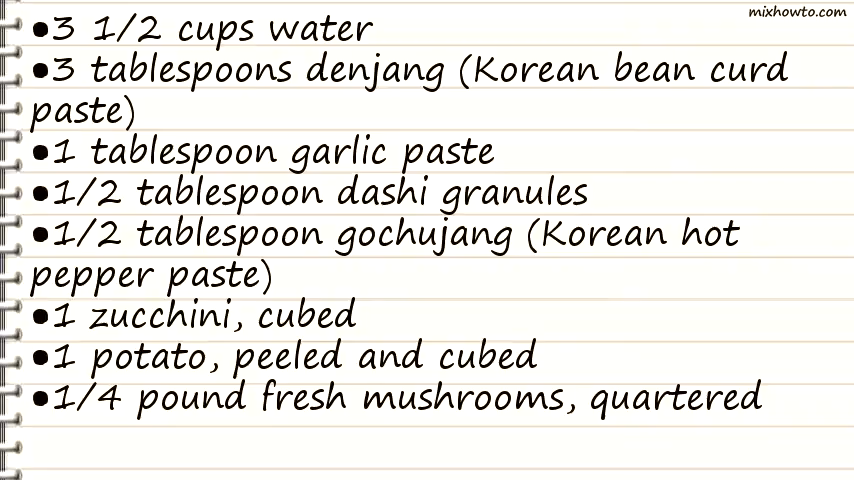 mixhowto.com
•3 1/2 cups water
•3 tablespoons denjang (Korean bean curd
paste)
•1 tablespoon garlic paste
•1/2 tablespoon dashi granules
•1/2 tablespoon gochujang (Korean hot
pepper paste)
•1 zucchini, cubed
•1 potato, peeled and cubed
•1/4 pound fresh mushrooms, quartered